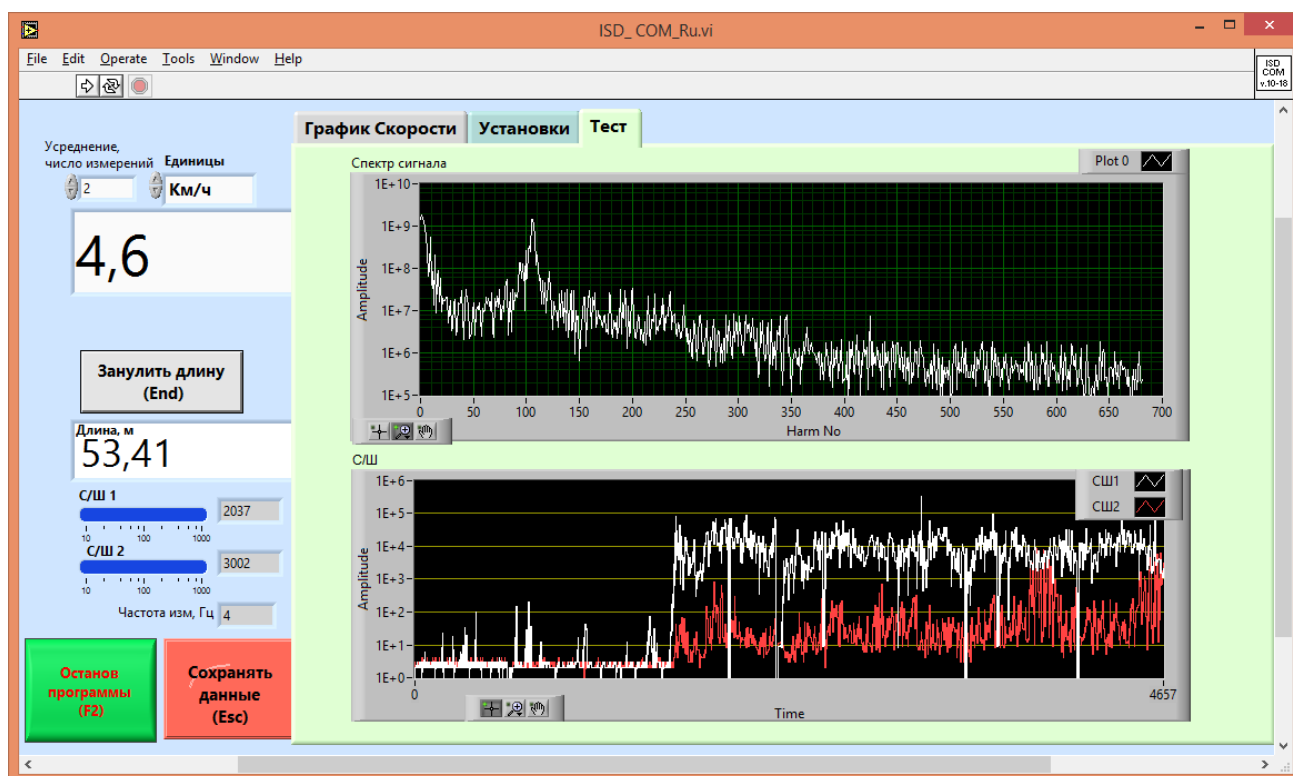 ISD_ COM_Ru.vi
File Edit Operate Tools Window Help
ISD
COM
v.10-18
График Скорости Установки Тест
Усреднение,
число измерений Единицы
2 Км/ч
4,6
Занулить длину
(End)
Длина, м
53,41
С/Ш 1
2037
10 100 1000
С/Ш 2
3002
10 100 1000
Частота изм, Гц 4
Останов
программы
(F2)
Сохранять
данные
(Esc)
Спектр сигнала
Plot 0
1E+10
1E+9
1E+8
1E+7
1E+6
1E+5
Amplitude
0 50 100 150 200 250 300 350 400 450 500 550 600 650 700
Harm No
С/Ш
СШ1
СШ2
1E+6
1E+5
1E+4
1E+3
1E+2
1E+1
1E+0
Amplitude
0 4657
Time